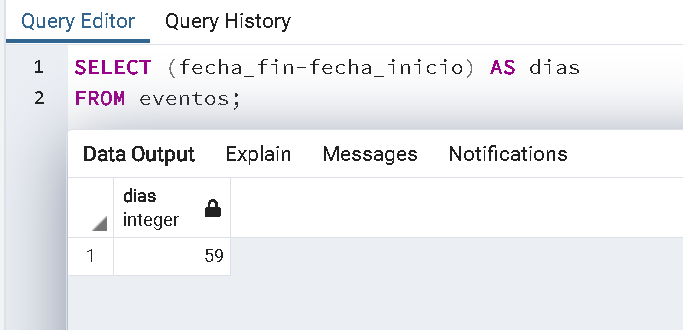 Query Editor Query History
1 SELECT (fecha_fin-fecha_inicio) AS dias
2 FROM eventos;
Data Output Explain Messages Notifications
dias
integer
1 59